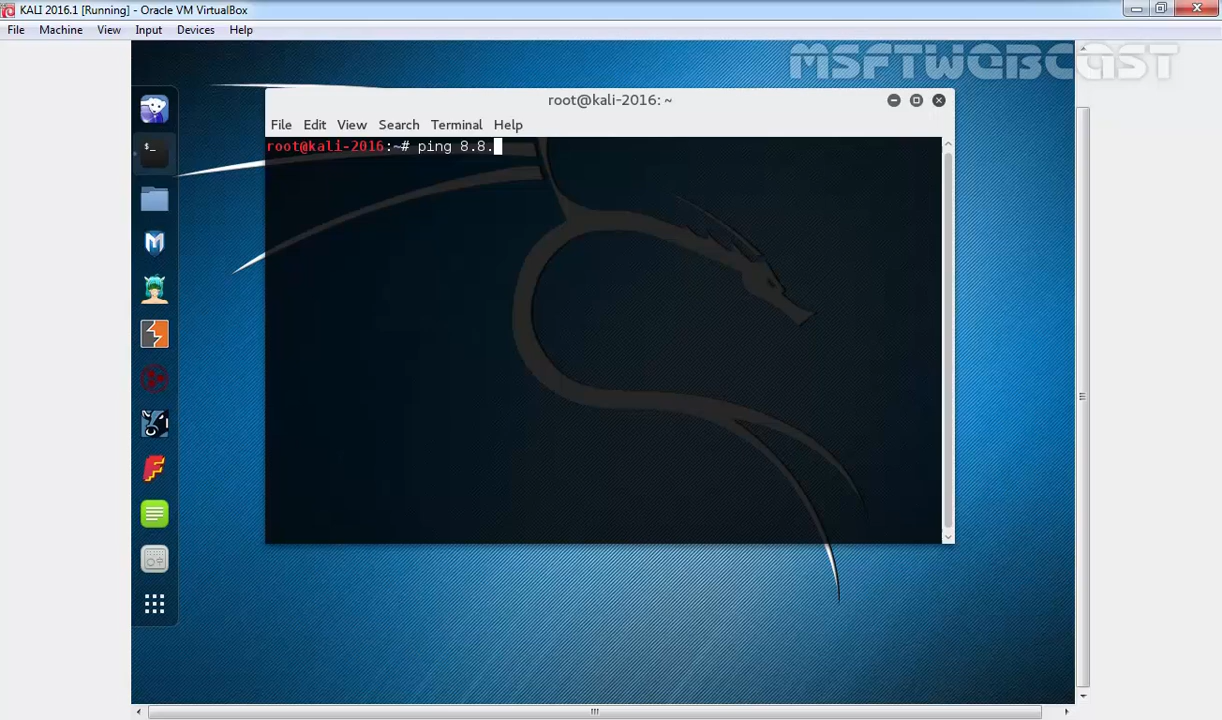 KALI 2016.1 [Running] - Oracle VM VirtualBox
File Machine View Input Devices Help
MSFTWEBCAST
root@kali-2016: ~
File Edit View Search Terminal Help
root@kali-2016:~# ping 8.8.